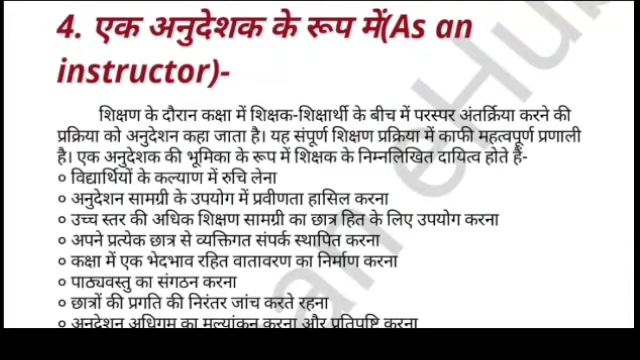 4. एक अनुदेशक के रूप में(As an
instructor)-
शिक्षण के दौरान कक्षा में शिक्षक-शिक्षार्थी के बीच में परस्पर अंतर्क्रिया करने की
प्रक्रिया को अनुदेशन कहा जाता है। यह संपूर्ण शिक्षण प्रक्रिया में काफी महत्वपूर्ण प्रणाली
है। एक अनुदेशक की भूमिका के रूप में शिक्षक के निम्नलिखित दायित्व होते हैं-
० विद्यार्थियों के कल्याण में रुचि लेना
० अनुदेशन सामग्री के उपयोग में प्रवीणता हासिल करना
० उच्च स्तर की अधिक शिक्षण सामग्री का छात्र हित के लिए उपयोग करना
० अपने प्रत्येक छात्र से व्यक्तिगत संपर्क स्थापित करना
० कक्षा में एक भेदभाव रहित वातावरण का निर्माण करना
० पाठ्यवस्तु का संगठन करना
० छात्रों की प्रगति की निरंतर जांच करते रहना
० अनुदेशन अधिगम का मूल्यांकन करना और प्रतिपुष्टि करना
an eHub